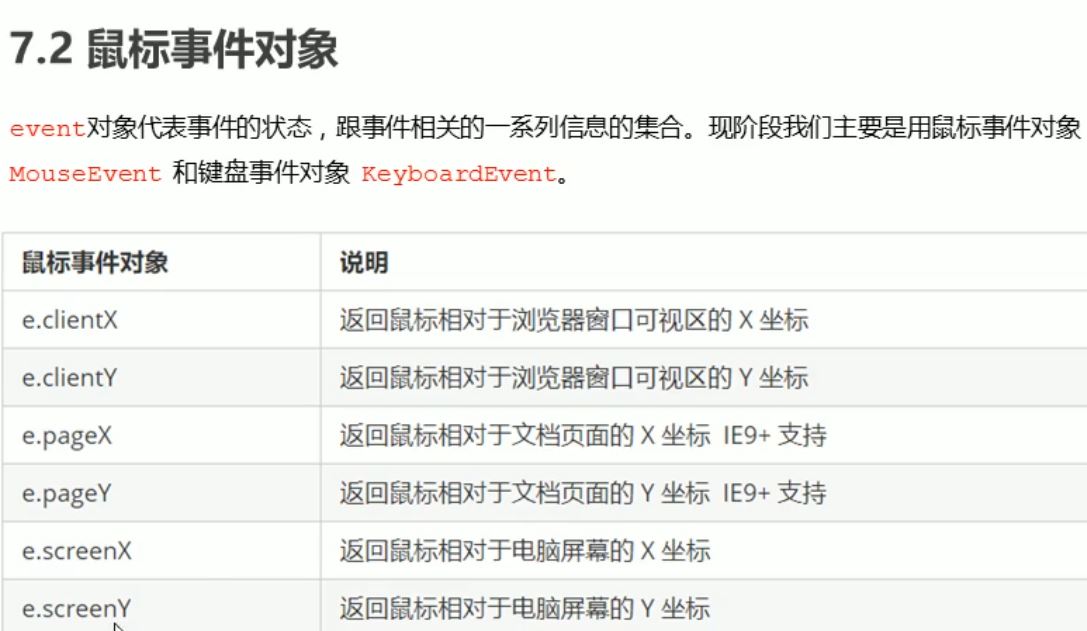 7.2 鼠标事件对象
event对象代表事件的状态，跟事件相关的一系列信息的集合。现阶段我们主要是用鼠标事件对象
MouseEvent 和键盘事件对象 KeyboardEvent。
鼠标事件对象 说明
e.clientX 返回鼠标相对于浏览器窗口可视区的 X 坐标
e.clientY 返回鼠标相对于浏览器窗口可视区的 Y 坐标
e.pageX 返回鼠标相对于文档页面的 X 坐标 IE9+ 支持
e.pageY 返回鼠标相对于文档页面的 Y 坐标 IE9+ 支持
e.screenX 返回鼠标相对于电脑屏幕的 X 坐标
e.screenY 返回鼠标相对于电脑屏幕的 Y 坐标